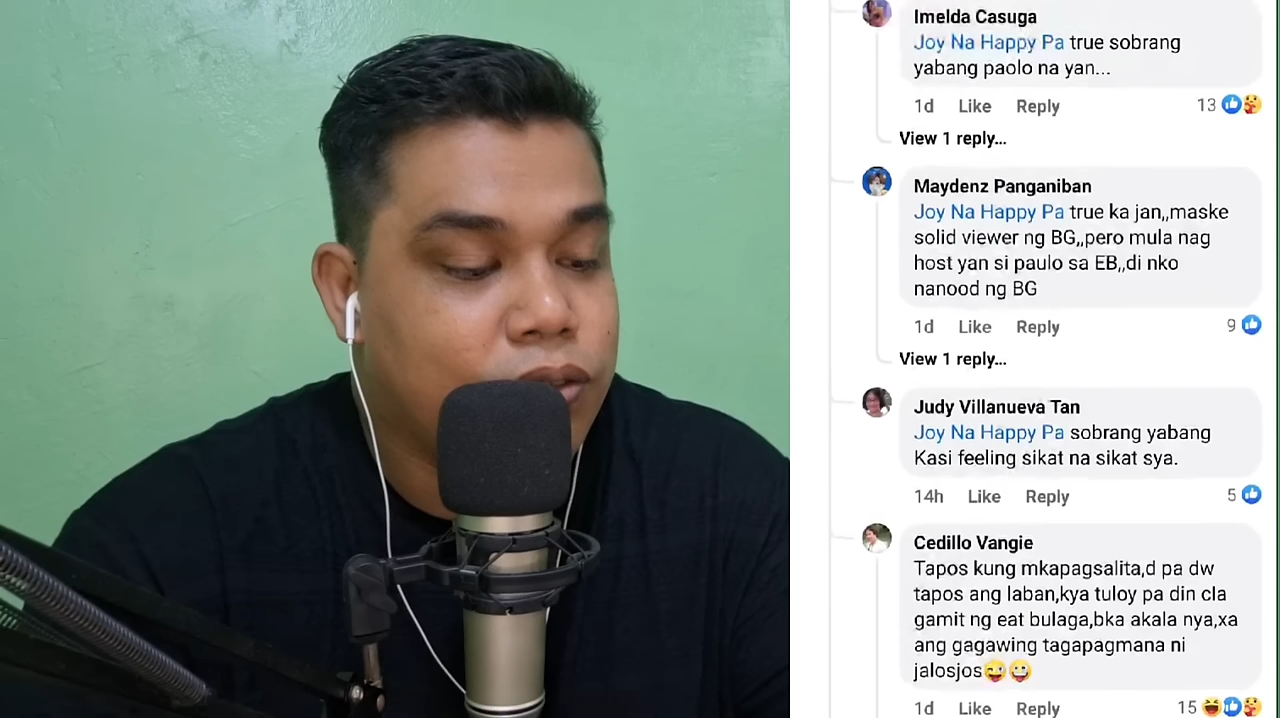 Imelda Casuga
Joy Na Happy Pa true sobrang
yabang paolo na yan...
1d Like Reply 13
View 1 reply...
Maydenz Panganiban
Joy Na Happy Pa true ka jan,,maske
solid viewer ng BG,,pero mula nag
host yan si paulo sa EB,,di nko
nanood ng BG
1d Like Reply 9
View 1 reply...
Judy Villanueva Tan
Joy Na Happy Pa sobrang yabang
Kasi feeling sikat na sikat sya.
14h Like Reply 5
Cedillo Vangie
Tapos kung mkapagsalita,d pa dw
tapos ang laban,kya tuloy pa din cla
gamit ng eat bulaga,bka akala nya,xa
ang gagawing tagapagmana ni
jalosjos😜😀
1d Like Reply 15